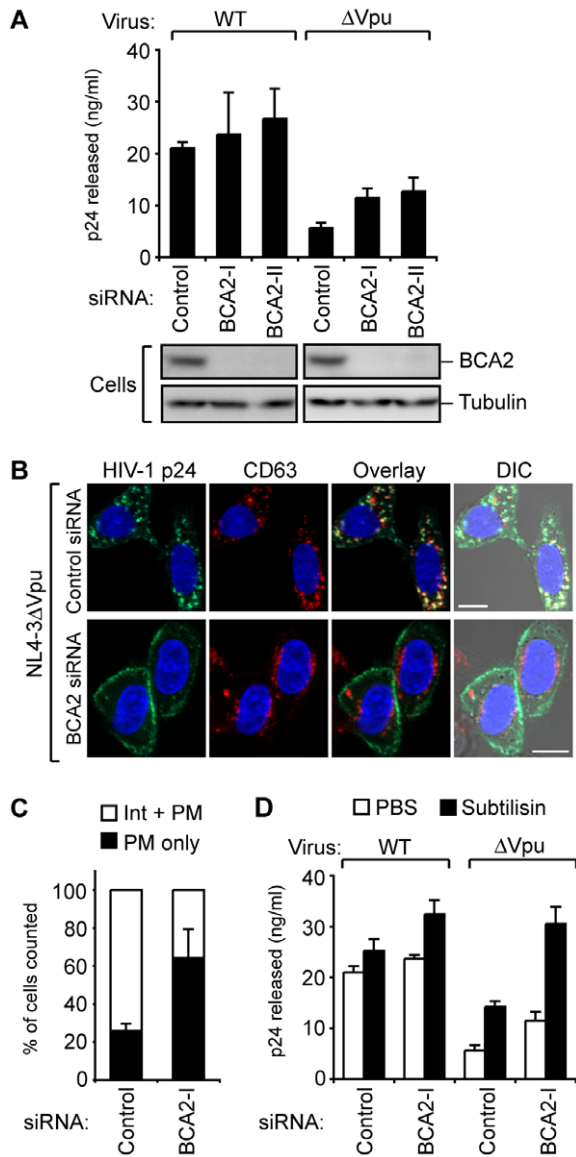 A
Virus: WT ΔVpu
p24 released (ng/ml)
40
30
20
10
0
siRNA: Control BCA2-I BCA2-II Control BCA2-I BCA2-II
Cells
BCA2
Tubulin
B
HIV-1 p24 CD63 Overlay DIC
NL4-3ΔVpu
Control siRNA
BCA2 siRNA
C
Int + PM
PM only
% of cells counted
100
80
60
40
20
0
siRNA: Control BCA2-I
D
PBS Subtilisin
Virus: WT ΔVpu
p24 released (ng/ml)
40
30
20
10
0
siRNA: Control BCA2-I Control BCA2-I